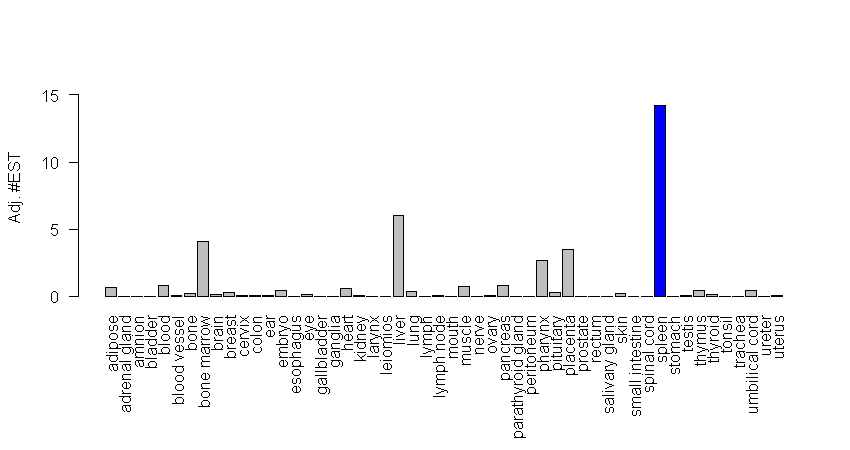 Adj. #EST
15
10
5
0
adipose
adrenal gland
amnion
bladder
blood
blood vessel
bone
bone marrow
brain
breast
cervix
colon
ear
embryo
esophagus
eye
gallbladder
ganglia
heart
kidney
larynx
leiomios
liver
lung
lymph
lymph node
mouth
muscle
nerve
ovary
pancreas
parathyroid gland
peritoneum
pharynx
pituitary
placenta
prostate
rectum
salivary gland
skin
small intestine
spinal cord
spleen
stomach
testis
thymus
thyroid
tonsil
trachea
umbilical cord
ureter
uterus